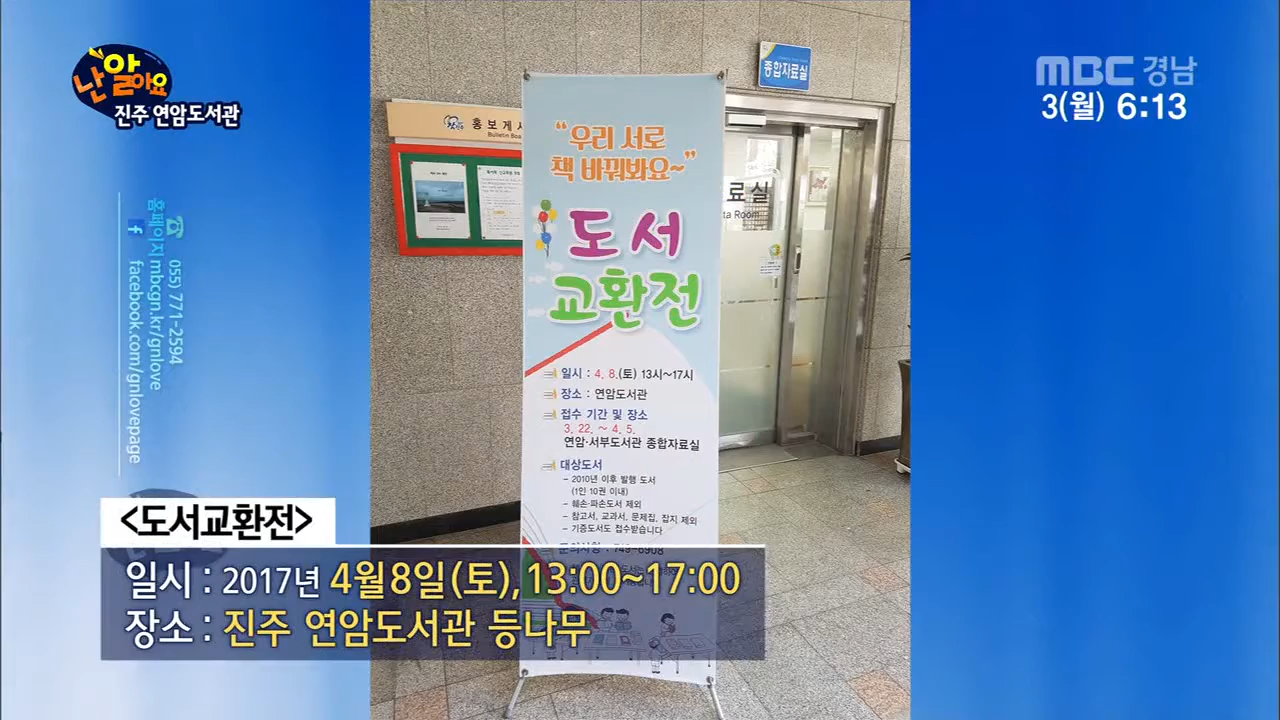 난 알아요
진주 연암도서관
MBC 경남
3(월) 6:13
055) 771-2594
홈페이지 mbcgn.kr/gnlove
facebook.com/gnlovepage
종합자료실
홍보게시
Bulletin Boa
료실
ta Room
“우리 서로
책 바꿔봐요~”
도서
교환전
일시 : 4. 8.(토) 13시~17시
장소 : 연암도서관
접수 기간 및 장소
3. 22. ~ 4. 5.
연암·서부도서관 종합자료실
대상도서
- 2010년 이후 발행 도서
(1인 10권 이내)
- 훼손·파손도서 제외
- 참고서, 교과서, 문제집, 잡지 제외
- 기증도서도 접수받습니다
문의사항 : 749-6908
<도서교환전>
일시 : 2017년 4월8일(토), 13:00~17:00
장소 : 진주 연암도서관 등나무